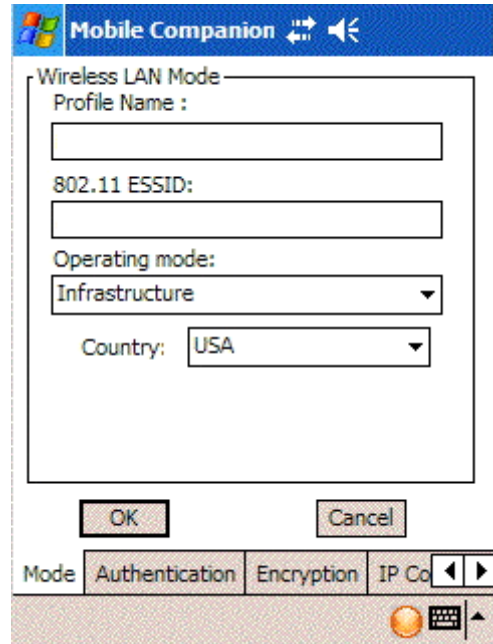 Mobile Companion
Wireless LAN Mode
Profile Name :
802.11 ESSID:
Operating mode:
Infrastructure
Country: USA
OK Cancel
Mode Authentication Encryption IP Co